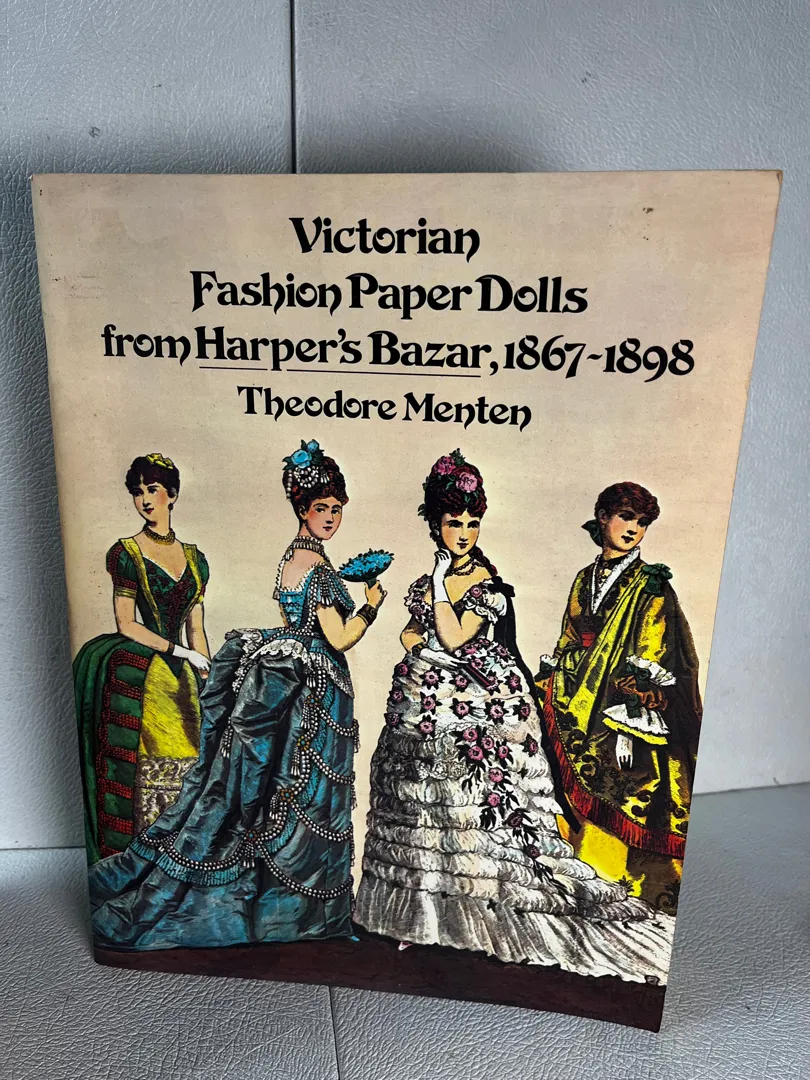 Victorian
Fashion Paper Dolls
from Harper's Bazar, 1867-1898
Theodore Menten